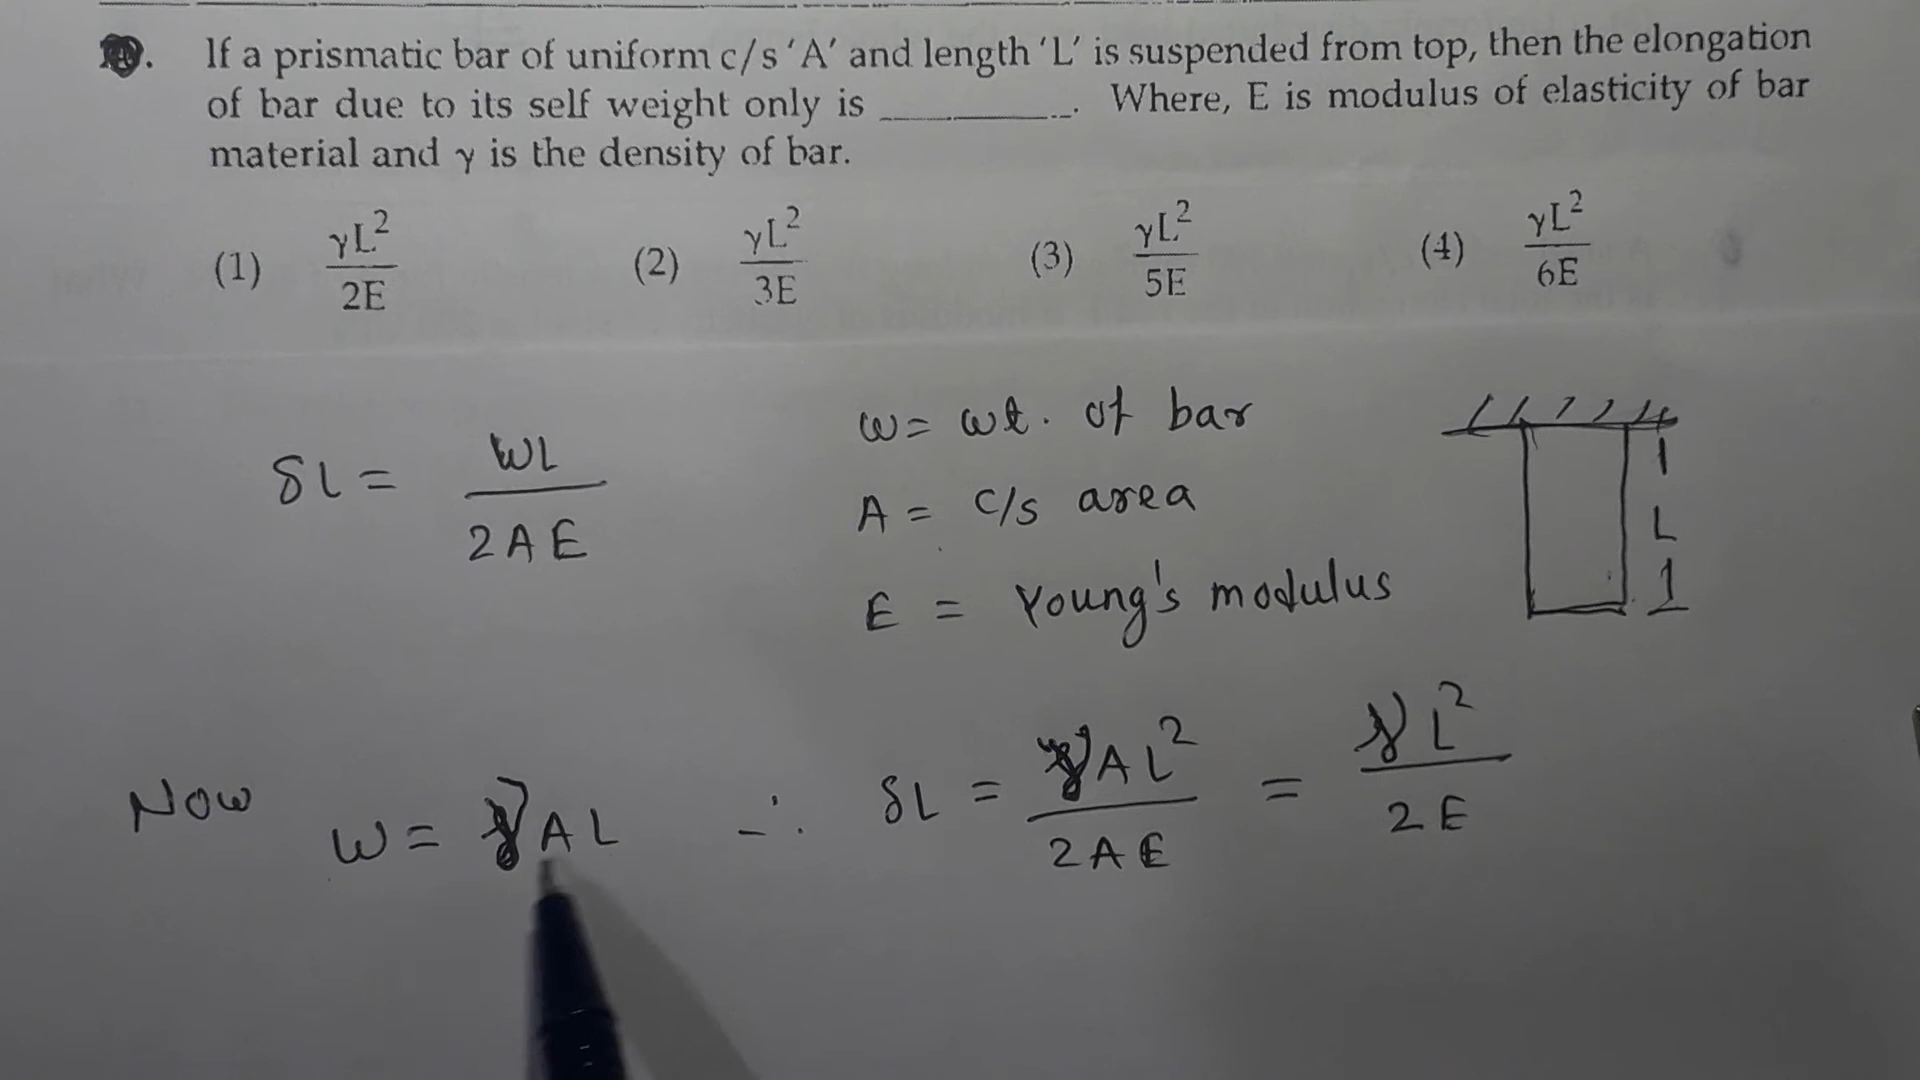 If a prismatic bar of uniform c/s 'A' and length 'L' is suspended from top, then the elongation
of bar due to its self weight only is ________. Where, E is modulus of elasticity of bar
material and γ is the density of bar.
(1) γL²/2E (2) γL²/3E (3) γL²/5E (4) γL²/6E
δL = WL/2AE
w = wt. of bar
A = c/s area
E = Young's modulus
L
Now w = γAL ∴ δL = γAL²/2AE = γL²/2E